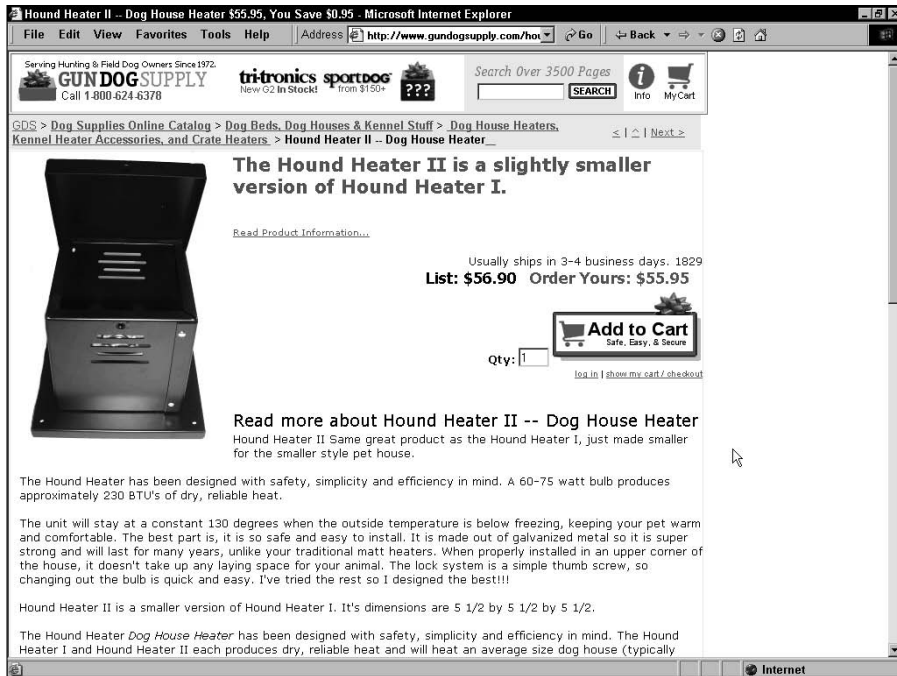 Hound Heater II -- Dog House Heater $55.95, You Save $0.95 - Microsoft Internet Explorer
File Edit View Favorites Tools Help Address http://www.gundogsupply.com/hou Go Back
Serving Hunting & Field Dog Owners Since 1972.
GUN DOG SUPPLY
Call 1-800-624-6378
tri-tronics
New G2 In Stock!
SPORTDOG
from $150+
???
Search Over 3500 Pages
SEARCH
Info
My Cart
GDS > Dog Supplies Online Catalog > Dog Beds, Dog Houses & Kennel Stuff > Dog House Heaters,
Kennel Heater Accessories, and Crate Heaters > Hound Heater II -- Dog House Heater
< | ^ | Next >
The Hound Heater II is a slightly smaller
version of Hound Heater I.
Read Product Information...
Usually ships in 3-4 business days. 1829
List: $56.90 Order Yours: $55.95
Add to Cart
Safe, Easy, & Secure
Qty: 1
log in | show my cart / checkout
Read more about Hound Heater II -- Dog House Heater
Hound Heater II Same great product as the Hound Heater I, just made smaller
for the smaller style pet house.
The Hound Heater has been designed with safety, simplicity and efficiency in mind. A 60-75 watt bulb produces
approximately 230 BTU's of dry, reliable heat.
The unit will stay at a constant 130 degrees when the outside temperature is below freezing, keeping your pet warm
and comfortable. The best part is, it is so safe and easy to install. It is made out of galvanized metal so it is super
strong and will last for many years, unlike your traditional matt heaters. When properly installed in an upper corner of
the house, it doesn't take up any laying space for your animal. The lock system is a simple thumb screw, so
changing out the bulb is quick and easy. I've tried the rest so I designed the best!!!
Hound Heater II is a smaller version of Hound Heater I. It's dimensions are 5 1/2 by 5 1/2 by 5 1/2.
The Hound Heater Dog House Heater has been designed with safety, simplicity and efficiency in mind. The Hound
Heater I and Hound Heater II each produces dry, reliable heat and will heat an average size dog house (typically
Internet